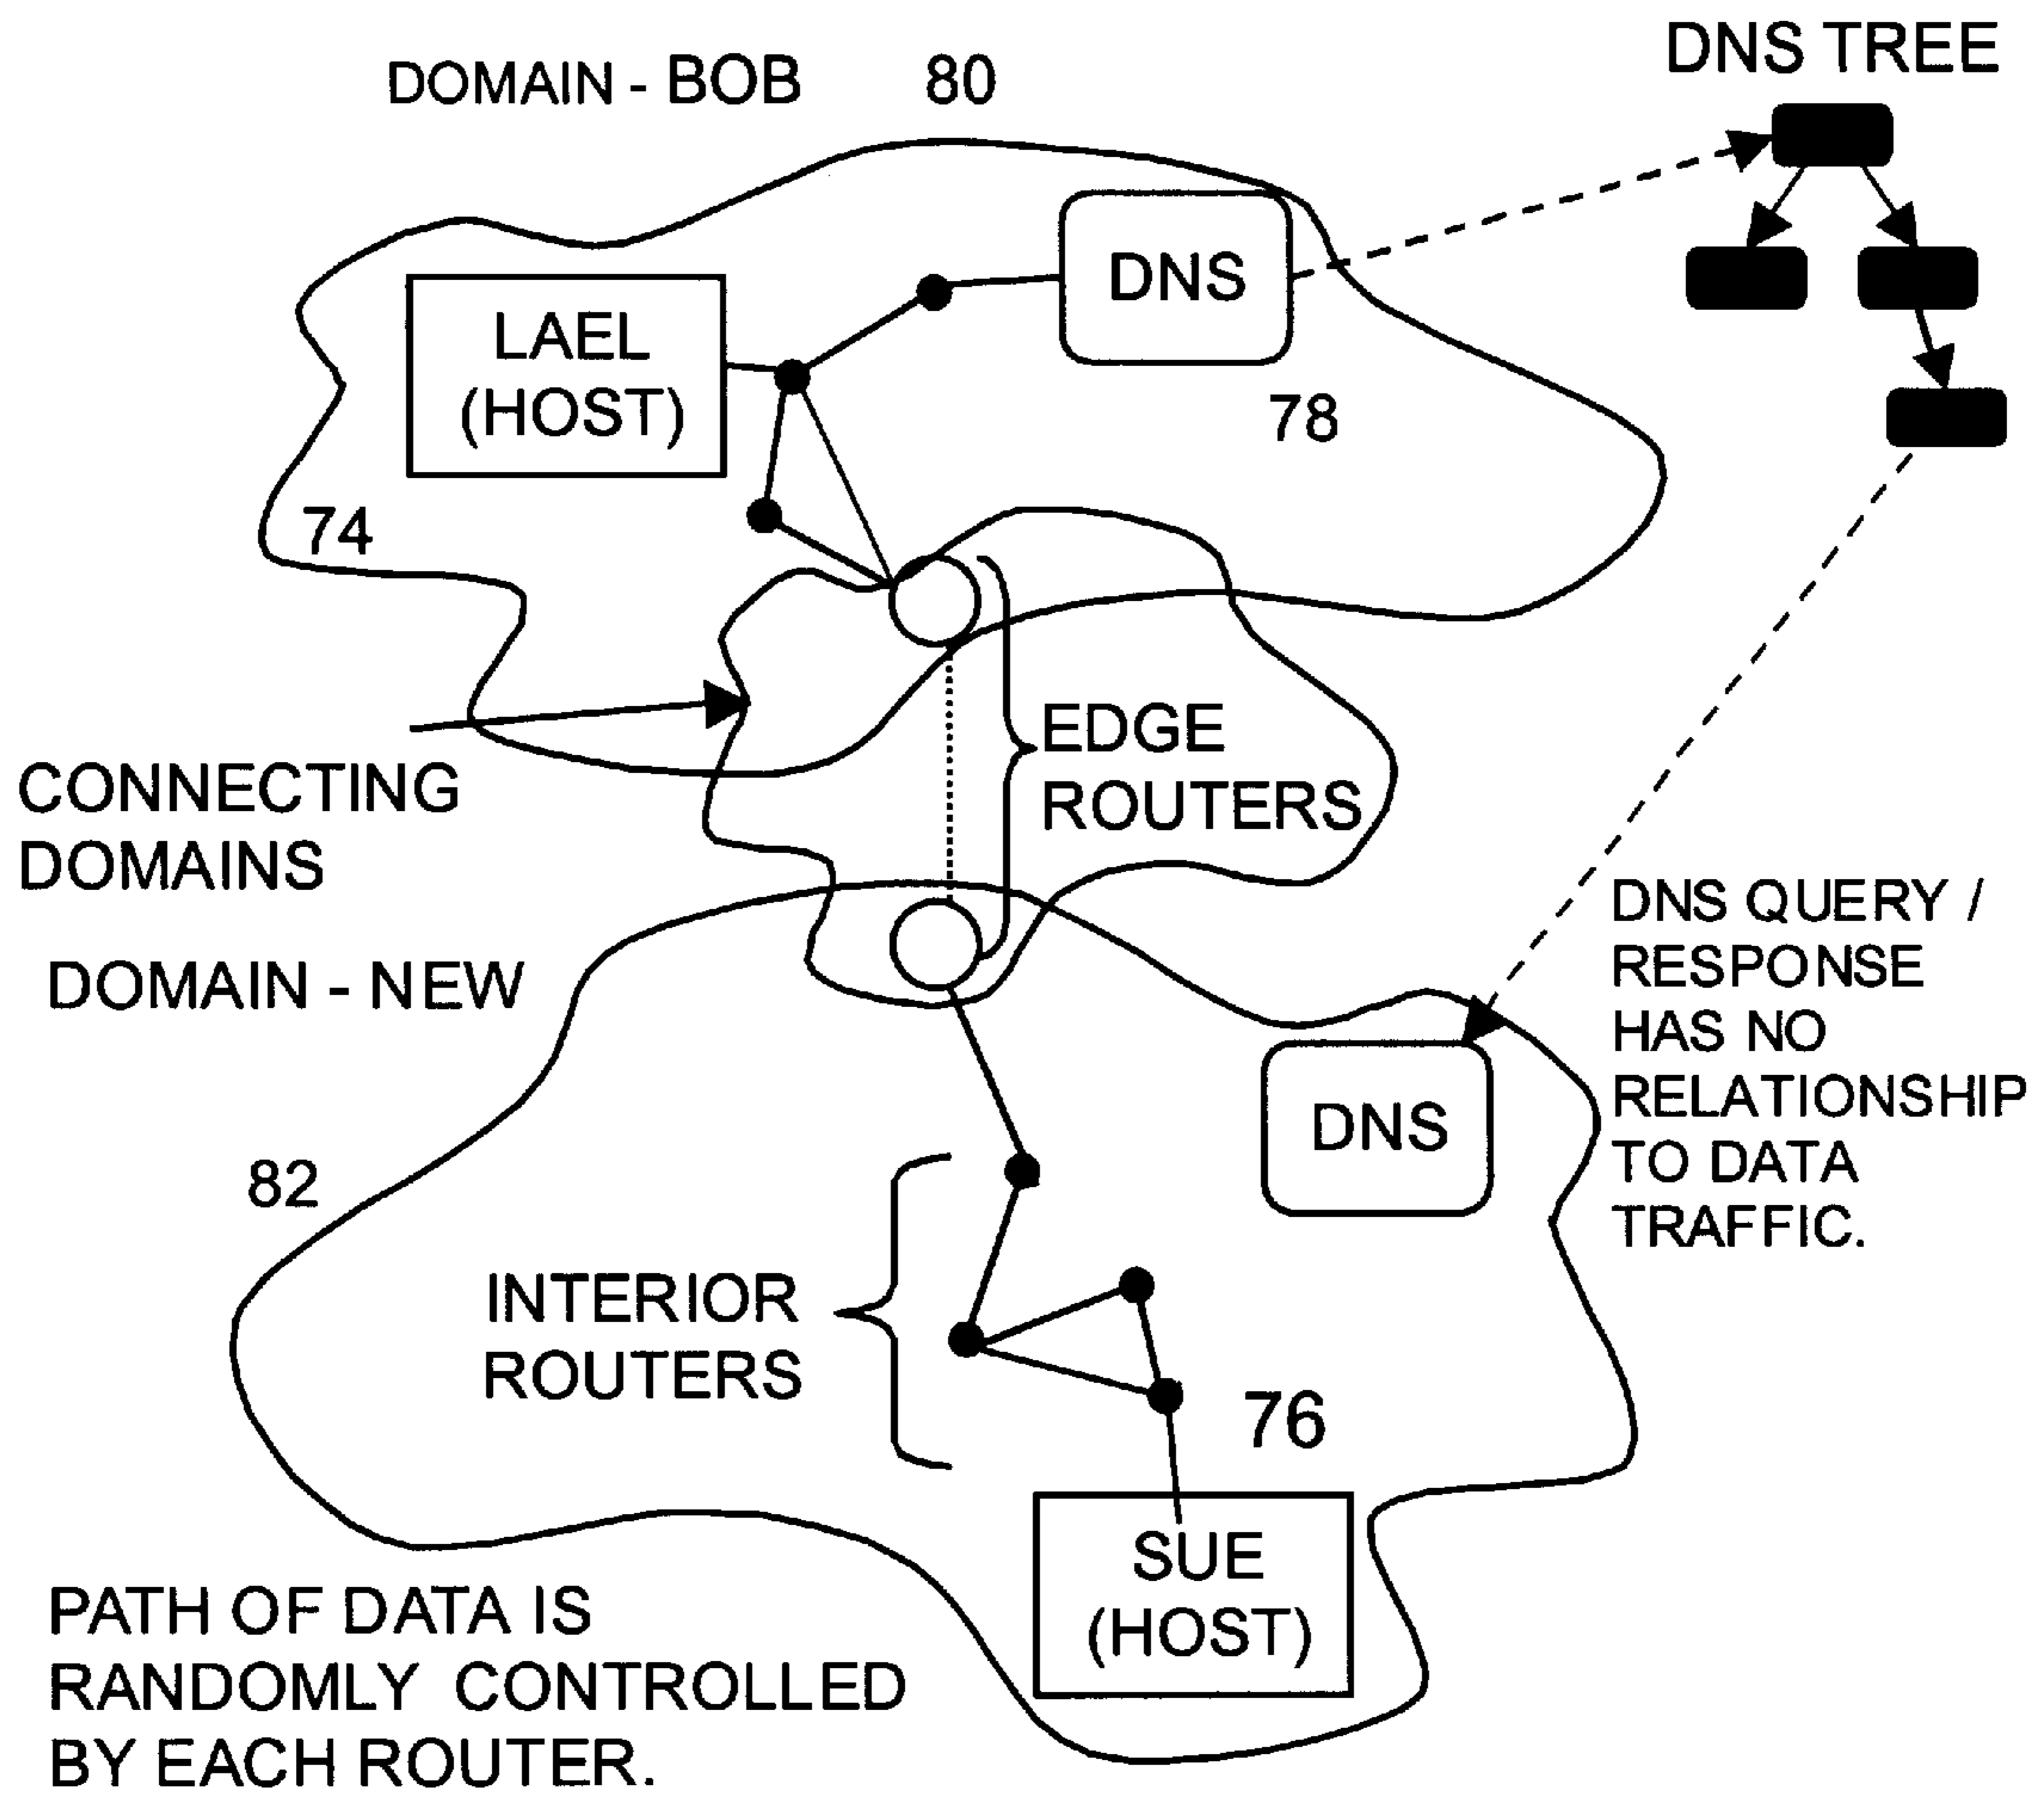 DNS TREE
DOMAIN - BOB 80
DNS
LAEL
(HOST)
78
74
EDGE
ROUTERS
CONNECTING
DOMAINS
DNS QUERY /
RESPONSE
HAS NO
RELATIONSHIP
TO DATA
TRAFFIC.
DOMAIN - NEW
DNS
82
INTERIOR
ROUTERS
76
SUE
(HOST)
PATH OF DATA IS
RANDOMLY CONTROLLED
BY EACH ROUTER.